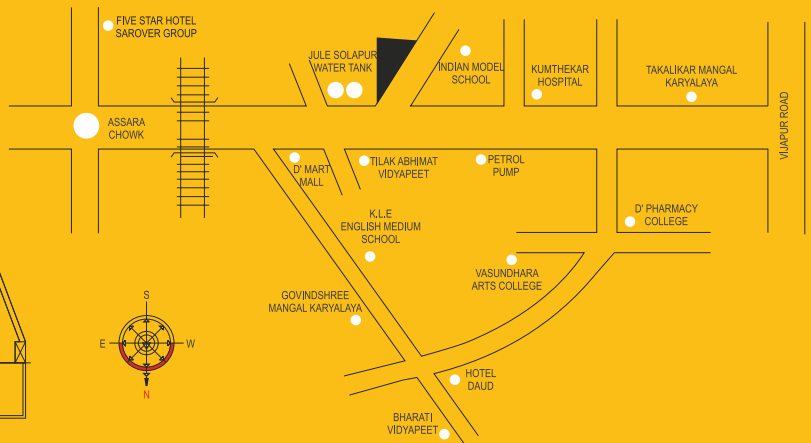 FIVE STAR HOTEL
SAROVER GROUP
JULE SOLAPUR
WATER TANK
INDIAN MODEL
SCHOOL
KUMTHEKAR
HOSPITAL
TAKALIKAR MANGAL
KARYALAYA
ASSARA
CHOWK
VIJAPUR ROAD
D' MART
MALL
TILAK ABHIMAT
VIDYAPEET
PETROL
PUMP
K.L.E
ENGLISH MEDIUM
SCHOOL
D' PHARMACY
COLLEGE
VASUNDHARA
ARTS COLLEGE
GOVINDSHREE
MANGAL KARYALAYA
S
E
W
N
HOTEL
DAUD
BHARATI
VIDYAPEET